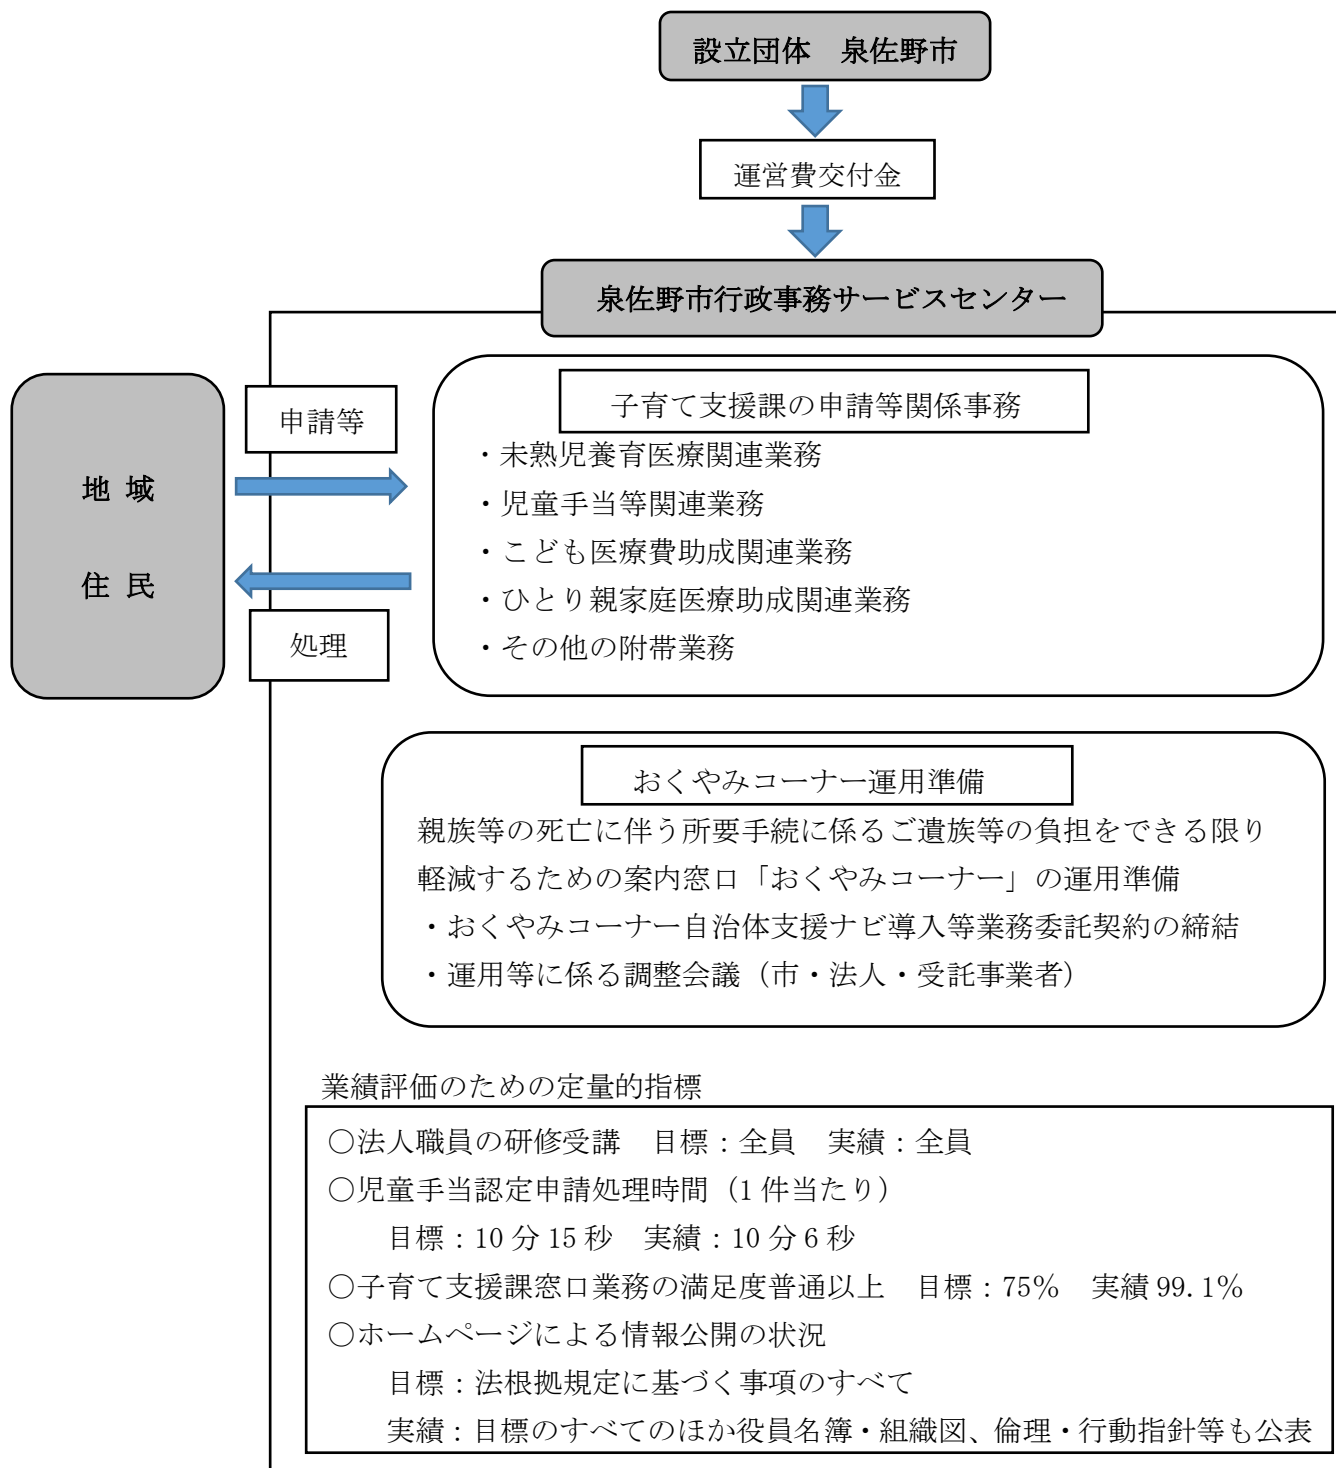 設立団体　泉佐野市
運営費交付金
泉佐野市行政事務サービスセンター
地 域
住 民
申請等
処理
子育て支援課の申請等関係事務
・未熟児養育医療関連業務
・児童手当等関連業務
・こども医療費助成関連業務
・ひとり親家庭医療助成関連業務
・その他の附帯業務
おくやみコーナー運用準備
親族等の死亡に伴う所要手続に係るご遺族等の負担をできる限り
軽減するための案内窓口「おくやみコーナー」の運用準備
・おくやみコーナー自治体支援ナビ導入等業務委託契約の締結
・運用等に係る調整会議（市・法人・受託事業者）
業績評価のための定量的指標
○法人職員の研修受講　目標：全員　実績：全員
○児童手当認定申請処理時間（1 件当たり）
目標：10 分 15 秒　実績：10 分 6 秒
○子育て支援課窓口業務の満足度普通以上　目標：75％　実績 99.1％
○ホームページによる情報公開の状況
目標：法根拠規定に基づく事項のすべて
実績：目標のすべてのほか役員名簿・組織図、倫理・行動指針等も公表